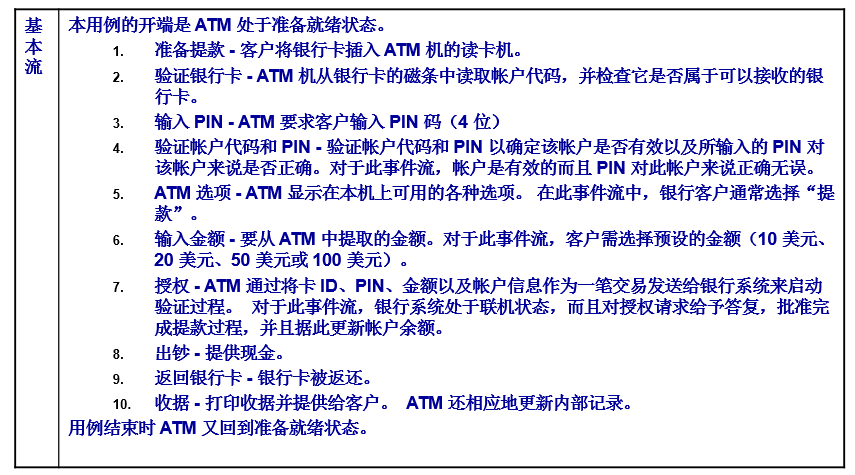 基本流
本用例的开端是 ATM 处于准备就绪状态。
1. 准备提款 - 客户将银行卡插入 ATM 机的读卡机。
2. 验证银行卡 - ATM 机从银行卡的磁条中读取帐户代码，并检查它是否属于可以接收的银
行卡。
3. 输入 PIN - ATM 要求客户输入 PIN 码（4 位）
4. 验证帐户代码和 PIN - 验证帐户代码和 PIN 以确定该帐户是否有效以及所输入的 PIN 对
该帐户来说是否正确。对于此事件流，帐户是有效的而且 PIN 对此帐户来说正确无误。
5. ATM 选项 - ATM 显示在本机上可用的各种选项。 在此事件流中，银行客户通常选择“提
款”。
6. 输入金额 - 要从 ATM 中提取的金额。对于此事件流，客户需选择预设的金额（10 美元、
20 美元、50 美元或 100 美元）。
7. 授权 - ATM 通过将卡 ID、PIN、金额以及帐户信息作为一笔交易发送给银行系统来启动
验证过程。 对于此事件流，银行系统处于联机状态，而且对授权请求给予答复，批准完
成提款过程，并且据此更新帐户余额。
8. 出钞 - 提供现金。
9. 返回银行卡 - 银行卡被返还。
10. 收据 - 打印收据并提供给客户。 ATM 还相应地更新内部记录。
用例结束时 ATM 又回到准备就绪状态。